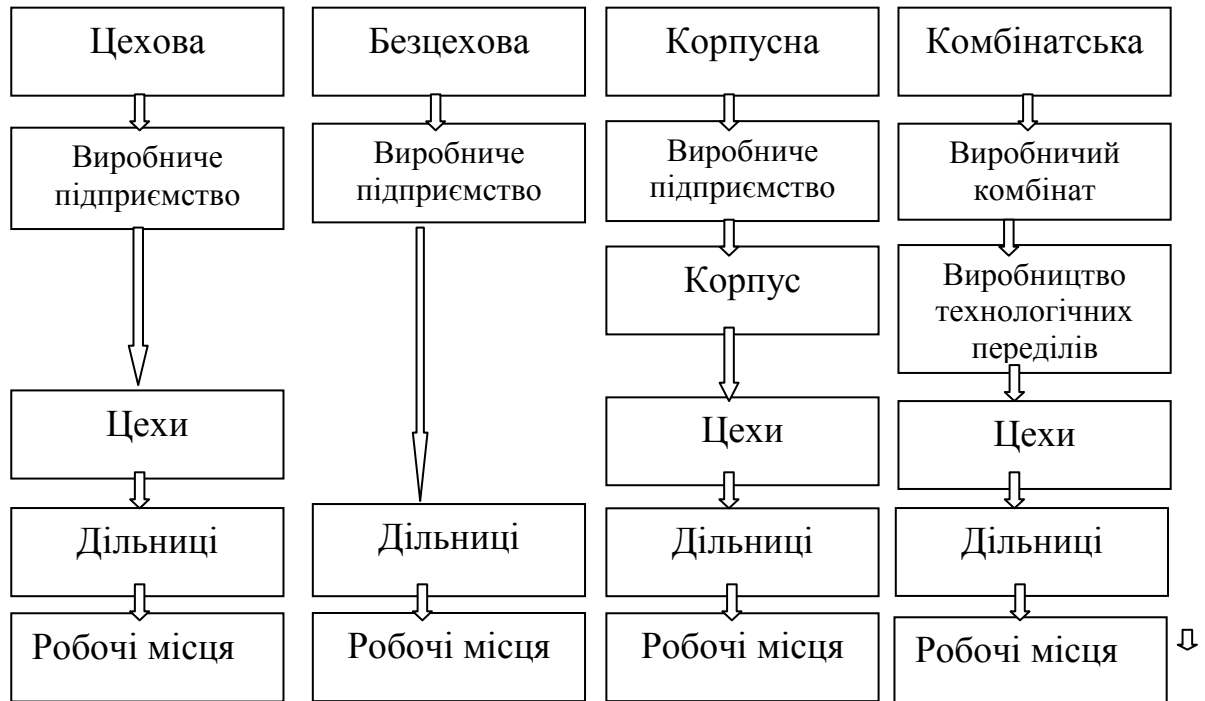 Цехова
Безцехова
Корпусна
Комбінатська
Виробниче
підприємство
Виробниче
підприємство
Виробниче
підприємство
Виробничий
комбінат
Корпус
Виробництво
технологічних
переділів
Цехи
Цехи
Цехи
Дільниці
Дільниці
Дільниці
Дільниці
Робочі місця
Робочі місця
Робочі місця
Робочі місця